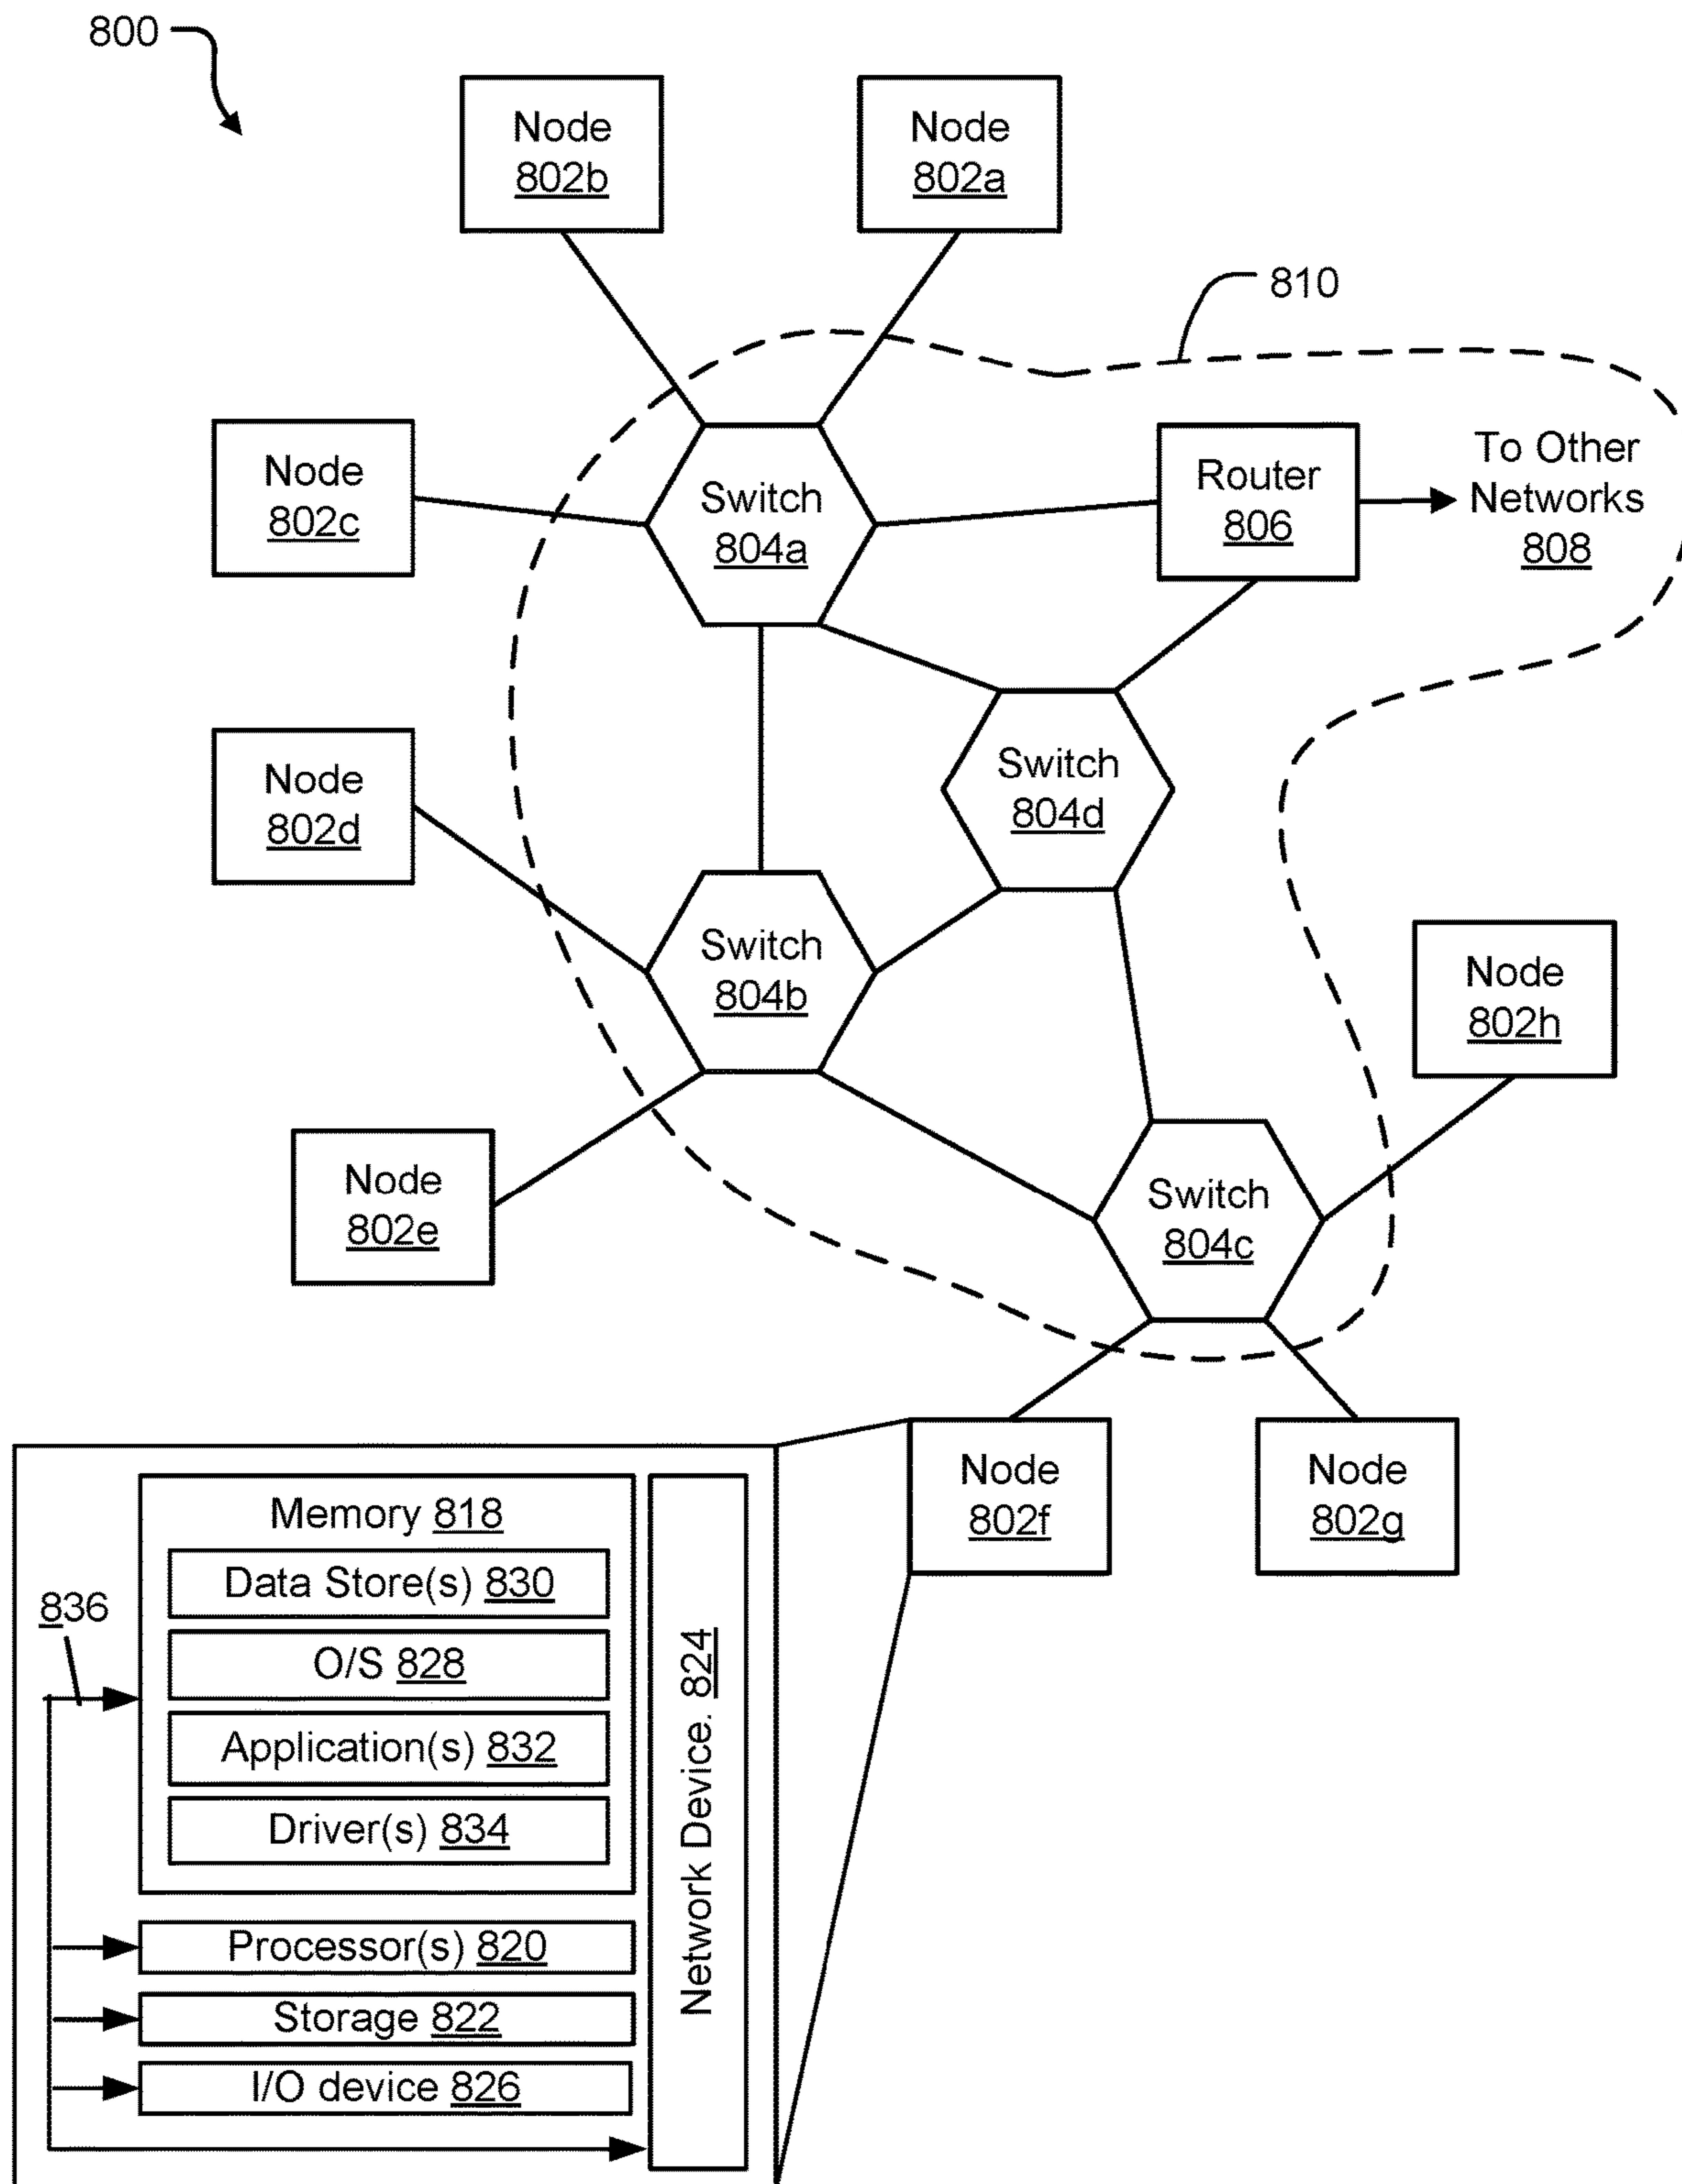 800
Node
802b
Node
802a
810
Node
802c
Switch
804a
Router
806
To Other
Networks
808
Node
802d
Switch
804d
Switch
804b
Node
802h
Node
802e
Switch
804c
Node
802f
Node
802g
Memory 818
Data Store(s) 830
836
O/S 828
Application(s) 832
Driver(s) 834
Network Device. 824
Processor(s) 820
Storage 822
I/O device 826